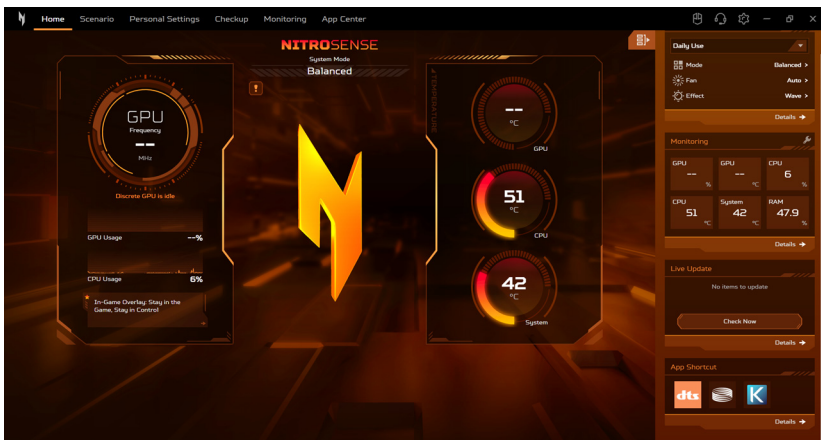 Home Scenario Personal Settings Checkup Monitoring App Center
NITROSENSE
System Mode
Balanced
GPU
Frequency
--
MHz
Discrete GPU is idle
GPU Usage --%
CPU Usage 6%
In-Game Overlay: Stay in the
Game, Stay in Control
TEMPERATURE
--
°C
GPU
51
°C
CPU
42
°C
System
Daily Use
Mode Balanced >
Fan Auto >
Effect Wave >
Details →
Monitoring
GPU GPU CPU
-- -- 6
% °C %
CPU System RAM
51 42 47.9
°C °C %
Details →
Live Update
No items to update
Check Now
Details →
App Shortcut
dts K
Details →